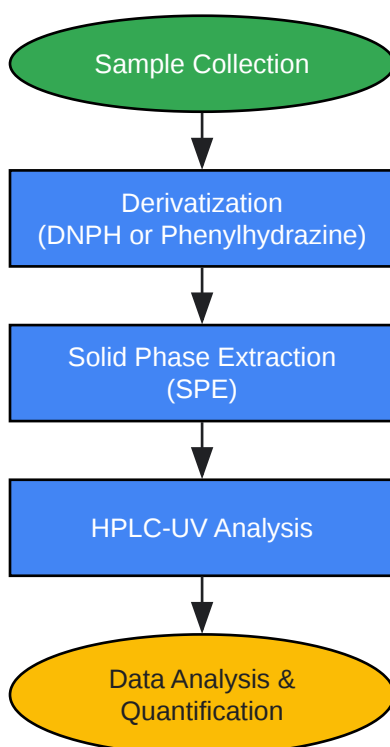 Sample Collection
Derivatization
(DNPH or Phenylhydrazine)
Solid Phase Extraction
(SPE)
HPLC-UV Analysis
Data Analysis &
Quantification